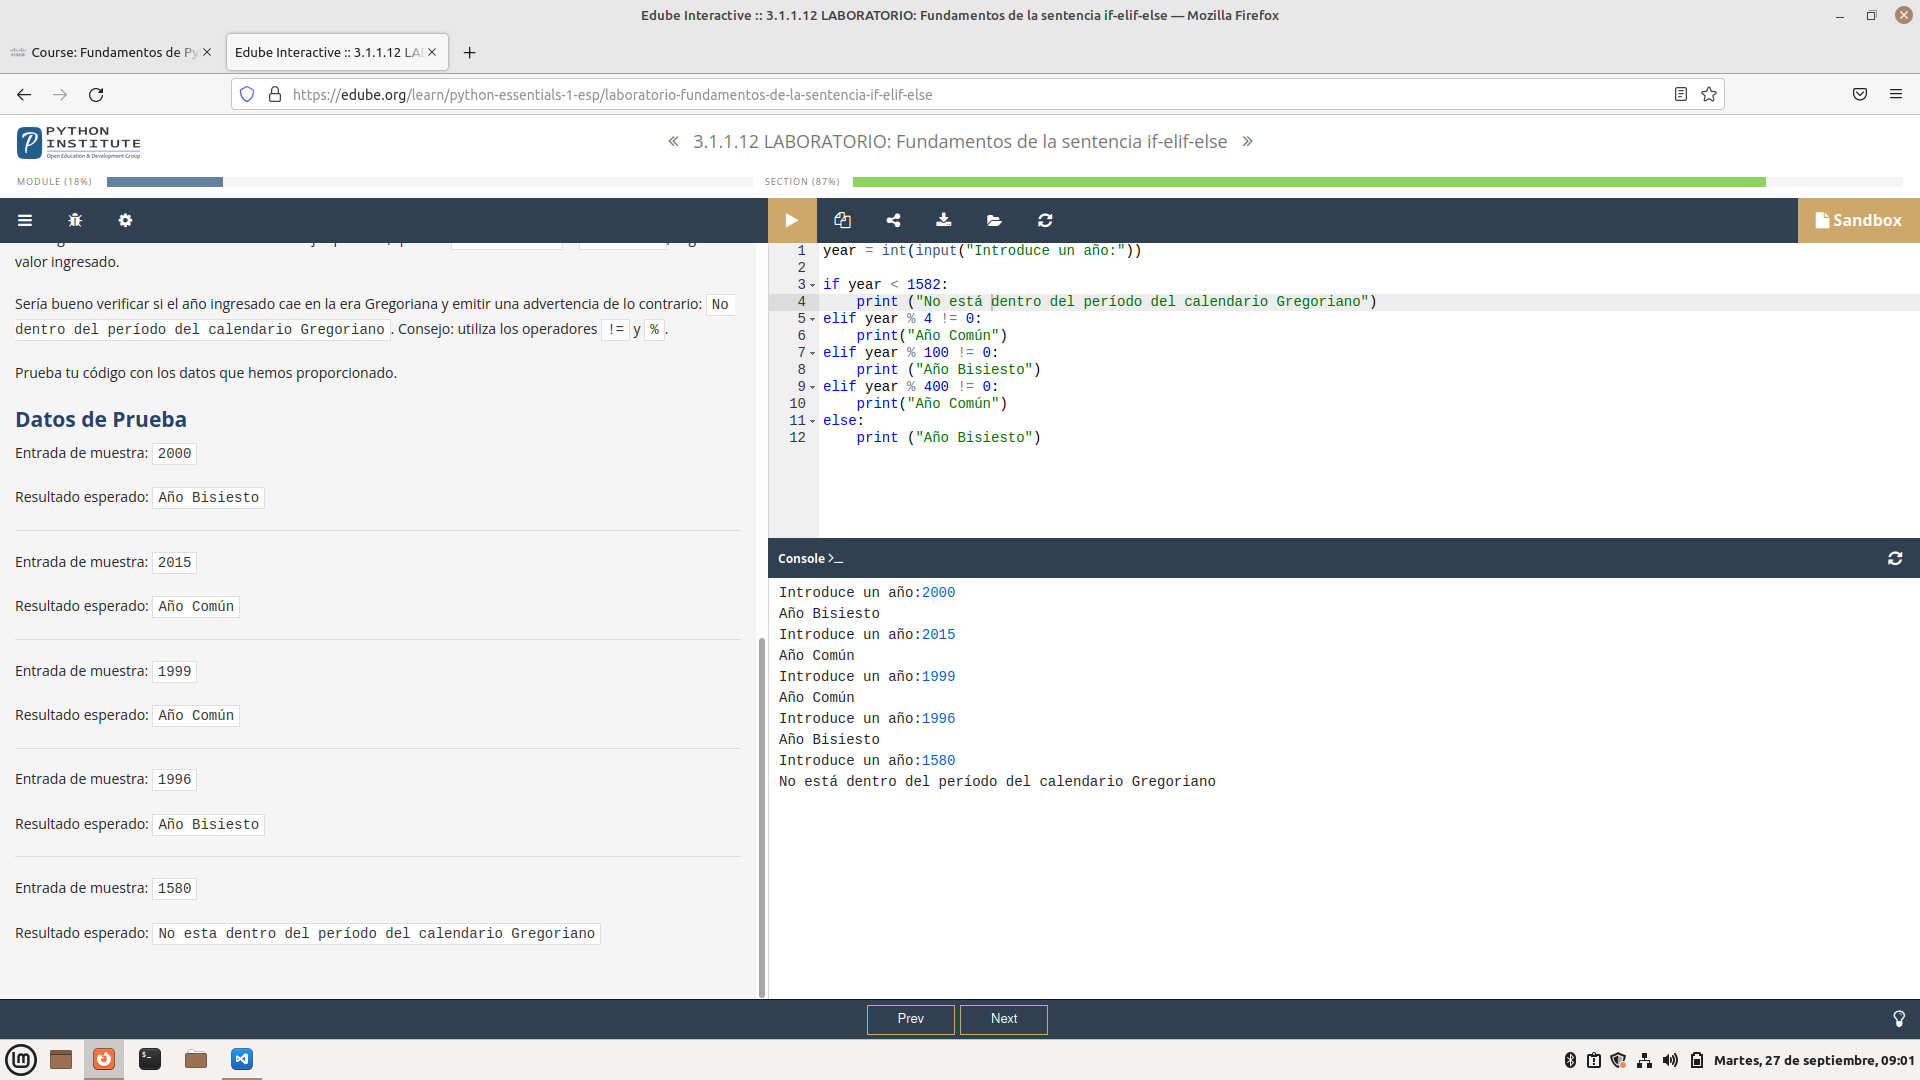 Edube Interactive :: 3.1.1.12 LABORATORIO: Fundamentos de la sentencia if-elif-else — Mozilla Firefox
Course: Fundamentos de Py
Edube Interactive :: 3.1.1.12 LAB
https://edube.org/learn/python-essentials-1-esp/laboratorio-fundamentos-de-la-sentencia-if-elif-else
PYTHON
INSTITUTE
Open Education & Development Group
« 3.1.1.12 LABORATORIO: Fundamentos de la sentencia if-elif-else »
MODULE (18%)
SECTION (87%)
Sandbox
valor ingresado.
Sería bueno verificar si el año ingresado cae en la era Gregoriana y emitir una advertencia de lo contrario: No
dentro del período del calendario Gregoriano. Consejo: utiliza los operadores != y %.
Prueba tu código con los datos que hemos proporcionado.
Datos de Prueba
Entrada de muestra: 2000
Resultado esperado: Año Bisiesto
Entrada de muestra: 2015
Resultado esperado: Año Común
Entrada de muestra: 1999
Resultado esperado: Año Común
Entrada de muestra: 1996
Resultado esperado: Año Bisiesto
Entrada de muestra: 1580
Resultado esperado: No esta dentro del período del calendario Gregoriano
1 year = int(input("Introduce un año:"))
2
3 if year < 1582:
4     print ("No está dentro del período del calendario Gregoriano")
5 elif year % 4 != 0:
6     print("Año Común")
7 elif year % 100 != 0:
8     print ("Año Bisiesto")
9 elif year % 400 != 0:
10     print("Año Común")
11 else:
12     print ("Año Bisiesto")
Console >_
Introduce un año:2000
Año Bisiesto
Introduce un año:2015
Año Común
Introduce un año:1999
Año Común
Introduce un año:1996
Año Bisiesto
Introduce un año:1580
No está dentro del período del calendario Gregoriano
Prev
Next
Martes, 27 de septiembre, 09:01